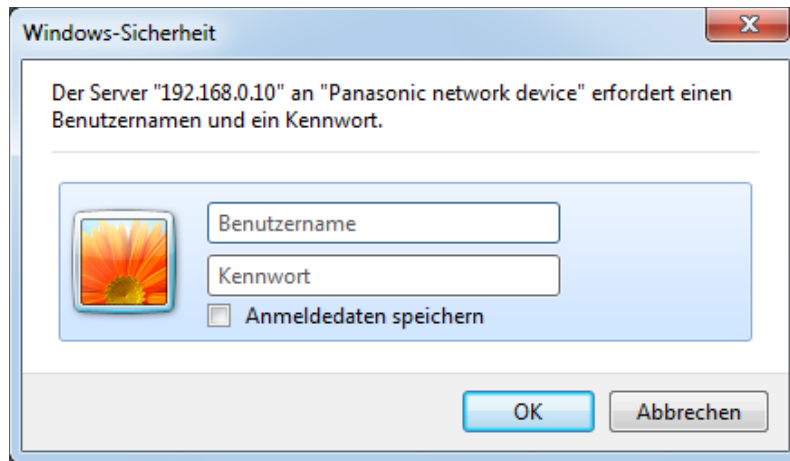 Windows-Sicherheit
Der Server "192.168.0.10" an "Panasonic network device" erfordert einen
Benutzernamen und ein Kennwort.
Benutzername
Kennwort
Anmeldedaten speichern
OK
Abbrechen